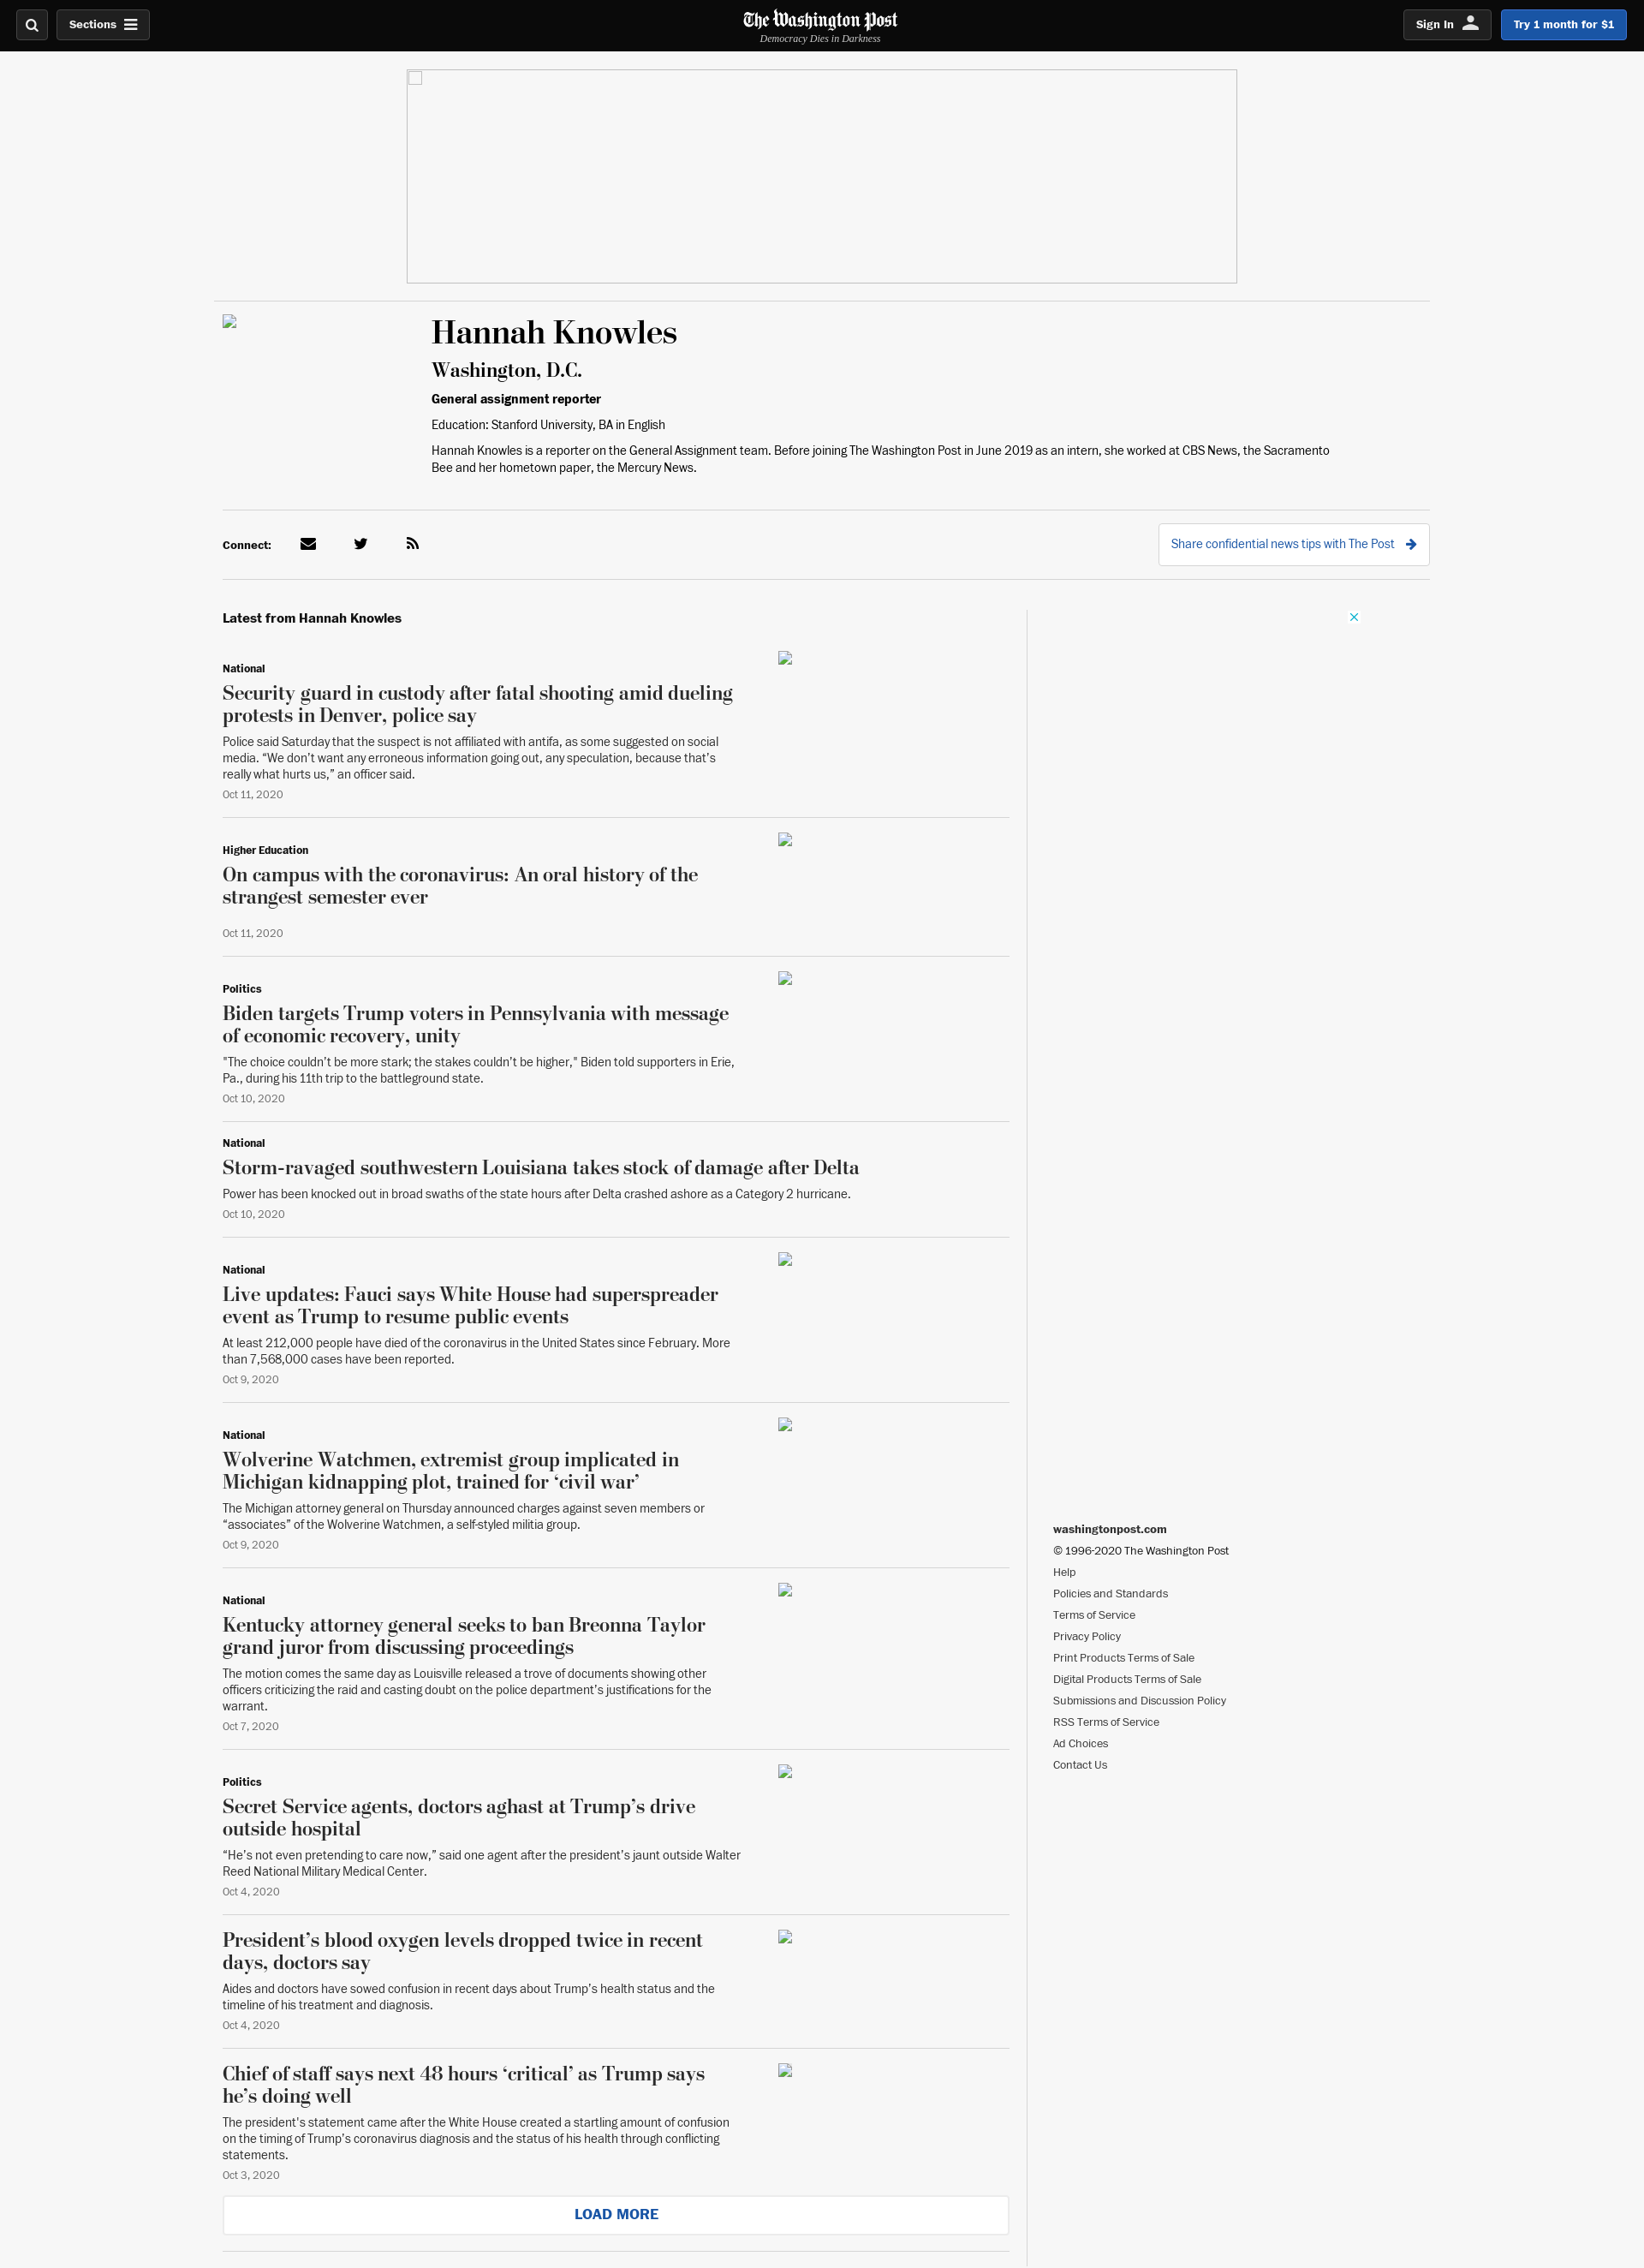 Sections
The Washington Post
Democracy Dies in Darkness
Sign In
Try 1 month for $1
Hannah Knowles
Washington, D.C.
General assignment reporter
Education: Stanford University, BA in English
Hannah Knowles is a reporter on the General Assignment team. Before joining The Washington Post in June 2019 as an intern, she worked at CBS News, the Sacramento
Bee and her hometown paper, the Mercury News.
Connect:
Share confidential news tips with The Post
Latest from Hannah Knowles
National
Security guard in custody after fatal shooting amid dueling
protests in Denver, police say
Police said Saturday that the suspect is not affiliated with antifa, as some suggested on social
media. “We don’t want any erroneous information going out, any speculation, because that’s
really what hurts us,” an officer said.
Oct 11, 2020
Higher Education
On campus with the coronavirus: An oral history of the
strangest semester ever
Oct 11, 2020
Politics
Biden targets Trump voters in Pennsylvania with message
of economic recovery, unity
"The choice couldn’t be more stark; the stakes couldn’t be higher," Biden told supporters in Erie,
Pa., during his 11th trip to the battleground state.
Oct 10, 2020
National
Storm-ravaged southwestern Louisiana takes stock of damage after Delta
Power has been knocked out in broad swaths of the state hours after Delta crashed ashore as a Category 2 hurricane.
Oct 10, 2020
National
Live updates: Fauci says White House had superspreader
event as Trump to resume public events
At least 212,000 people have died of the coronavirus in the United States since February. More
than 7,568,000 cases have been reported.
Oct 9, 2020
National
Wolverine Watchmen, extremist group implicated in
Michigan kidnapping plot, trained for ‘civil war’
The Michigan attorney general on Thursday announced charges against seven members or
“associates” of the Wolverine Watchmen, a self-styled militia group.
Oct 9, 2020
National
Kentucky attorney general seeks to ban Breonna Taylor
grand juror from discussing proceedings
The motion comes the same day as Louisville released a trove of documents showing other
officers criticizing the raid and casting doubt on the police department’s justifications for the
warrant.
Oct 7, 2020
Politics
Secret Service agents, doctors aghast at Trump’s drive
outside hospital
“He’s not even pretending to care now,” said one agent after the president’s jaunt outside Walter
Reed National Military Medical Center.
Oct 4, 2020
President’s blood oxygen levels dropped twice in recent
days, doctors say
Aides and doctors have sowed confusion in recent days about Trump’s health status and the
timeline of his treatment and diagnosis.
Oct 4, 2020
Chief of staff says next 48 hours ‘critical’ as Trump says
he’s doing well
The president's statement came after the White House created a startling amount of confusion
on the timing of Trump’s coronavirus diagnosis and the status of his health through conflicting
statements.
Oct 3, 2020
LOAD MORE
washingtonpost.com
© 1996-2020 The Washington Post
Help
Policies and Standards
Terms of Service
Privacy Policy
Print Products Terms of Sale
Digital Products Terms of Sale
Submissions and Discussion Policy
RSS Terms of Service
Ad Choices
Contact Us